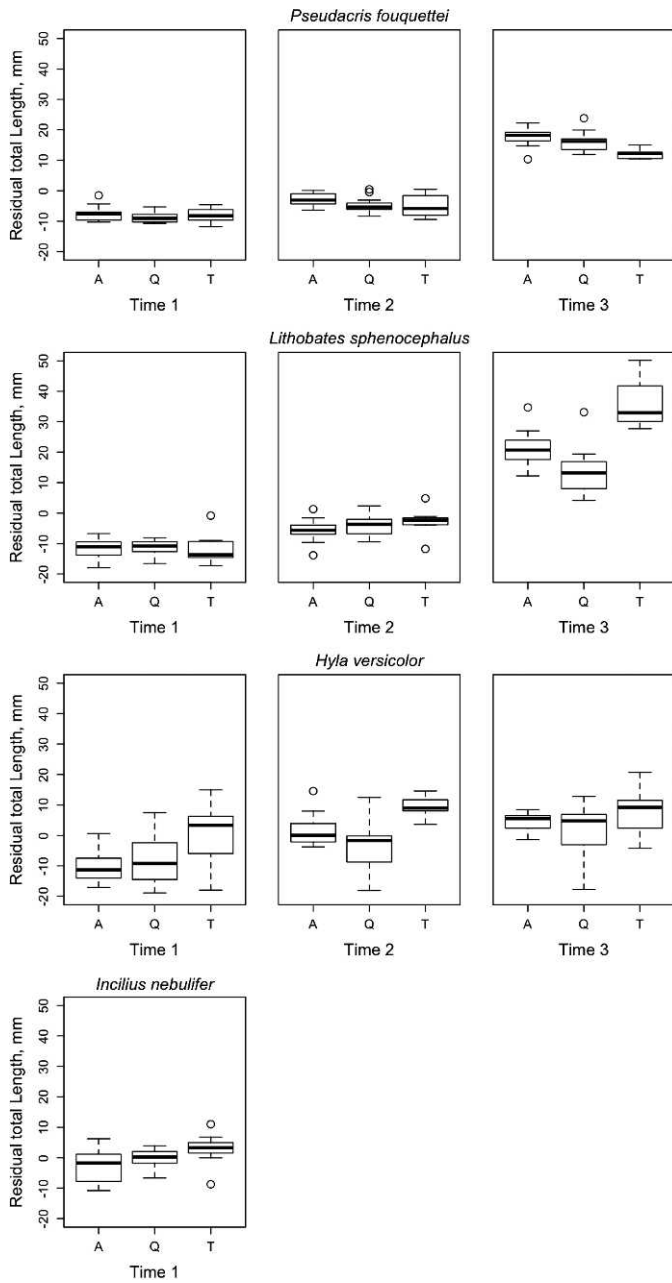 Pseudacris fouquettei
Residual total Length, mm
50
40
30
20
10
0
-10
-20
A Q T
Time 1
A Q T
Time 2
A Q T
Time 3
Lithobates sphenocephalus
Residual total Length, mm
50
40
30
20
10
0
-10
-20
A Q T
Time 1
A Q T
Time 2
A Q T
Time 3
Hyla versicolor
Residual total Length, mm
50
40
30
20
10
0
-10
-20
A Q T
Time 1
A Q T
Time 2
A Q T
Time 3
Incilius nebulifer
Residual total Length, mm
50
40
30
20
10
0
-10
-20
A Q T
Time 1